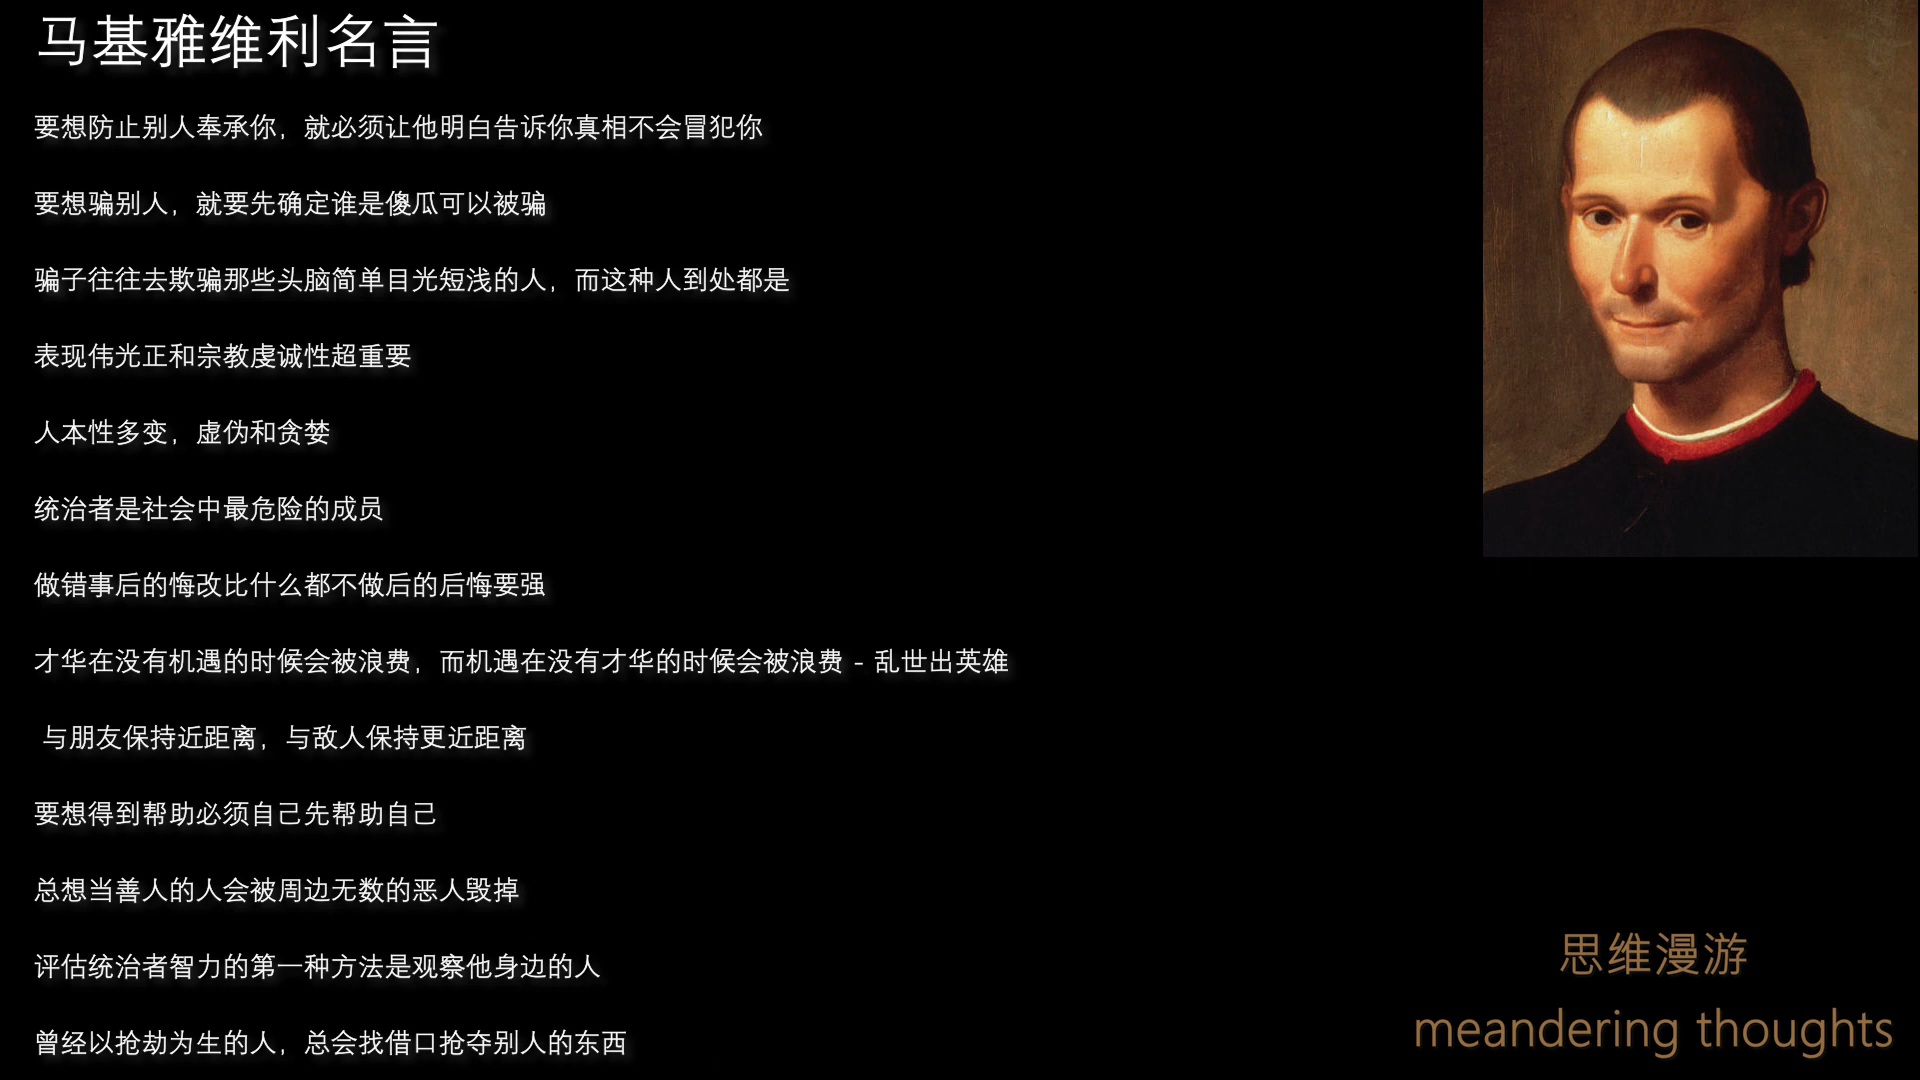 马基雅维利名言
要想防止别人奉承你，就必须让他明白告诉你真相不会冒犯你
要想骗别人，就要先确定谁是傻瓜可以被骗
骗子往往去欺骗那些头脑简单目光短浅的人，而这种人到处都是
表现伟光正和宗教虔诚性超重要
人本性多变，虚伪和贪婪
统治者是社会中最危险的成员
做错事后的悔改比什么都不做后的后悔要强
才华在没有机遇的时候会被浪费，而机遇在没有才华的时候会被浪费 - 乱世出英雄
与朋友保持近距离，与敌人保持更近距离
要想得到帮助必须自己先帮助自己
总想当善人的人会被周边无数的恶人毁掉
评估统治者智力的第一种方法是观察他身边的人
曾经以抢劫为生的人，总会找借口抢夺别人的东西
思维漫游
meandering thoughts